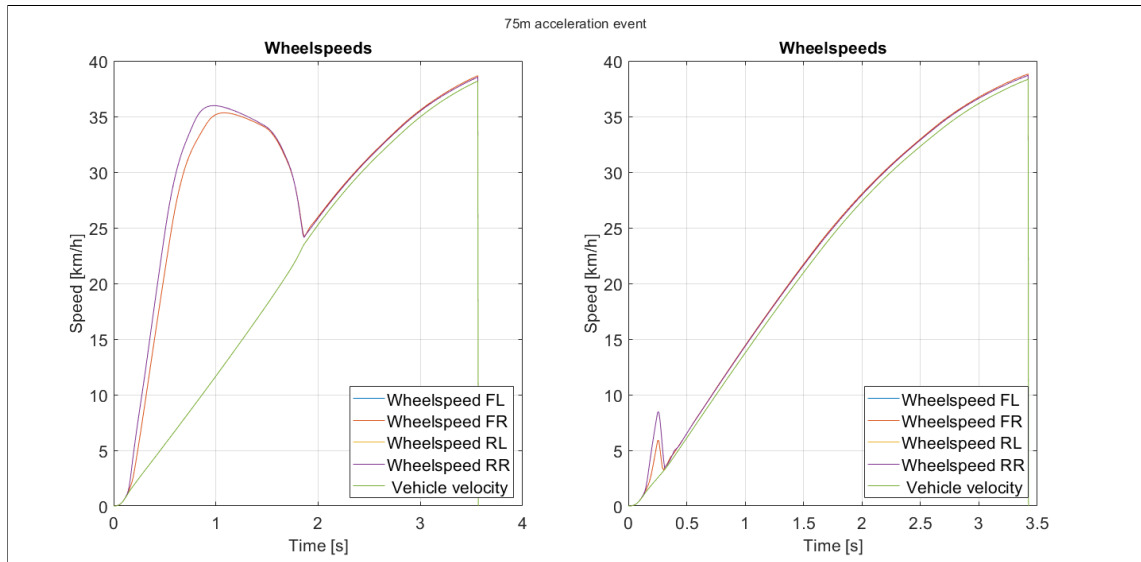 75m acceleration event
Wheelspeeds
40
35
30
25
20
15
10
5
0
Speed [km/h]
0 1 2 3 4
Time [s]
Wheelspeed FL
Wheelspeed FR
Wheelspeed RL
Wheelspeed RR
Vehicle velocity
Wheelspeeds
40
35
30
25
20
15
10
5
0
Speed [km/h]
0 0.5 1 1.5 2 2.5 3 3.5
Time [s]
Wheelspeed FL
Wheelspeed FR
Wheelspeed RL
Wheelspeed RR
Vehicle velocity